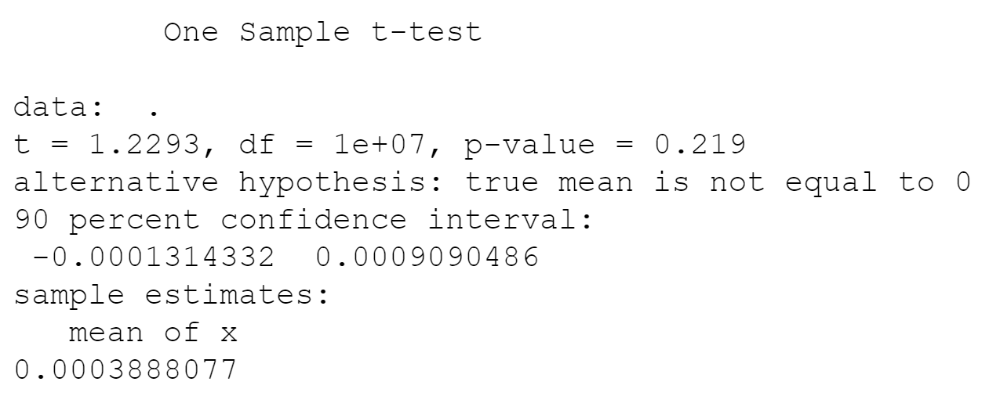 One Sample t-test
data:  .
t = 1.2293, df = 1e+07, p-value = 0.219
alternative hypothesis: true mean is not equal to 0
90 percent confidence interval:
-0.0001314332  0.0009090486
sample estimates:
mean of x
0.0003888077